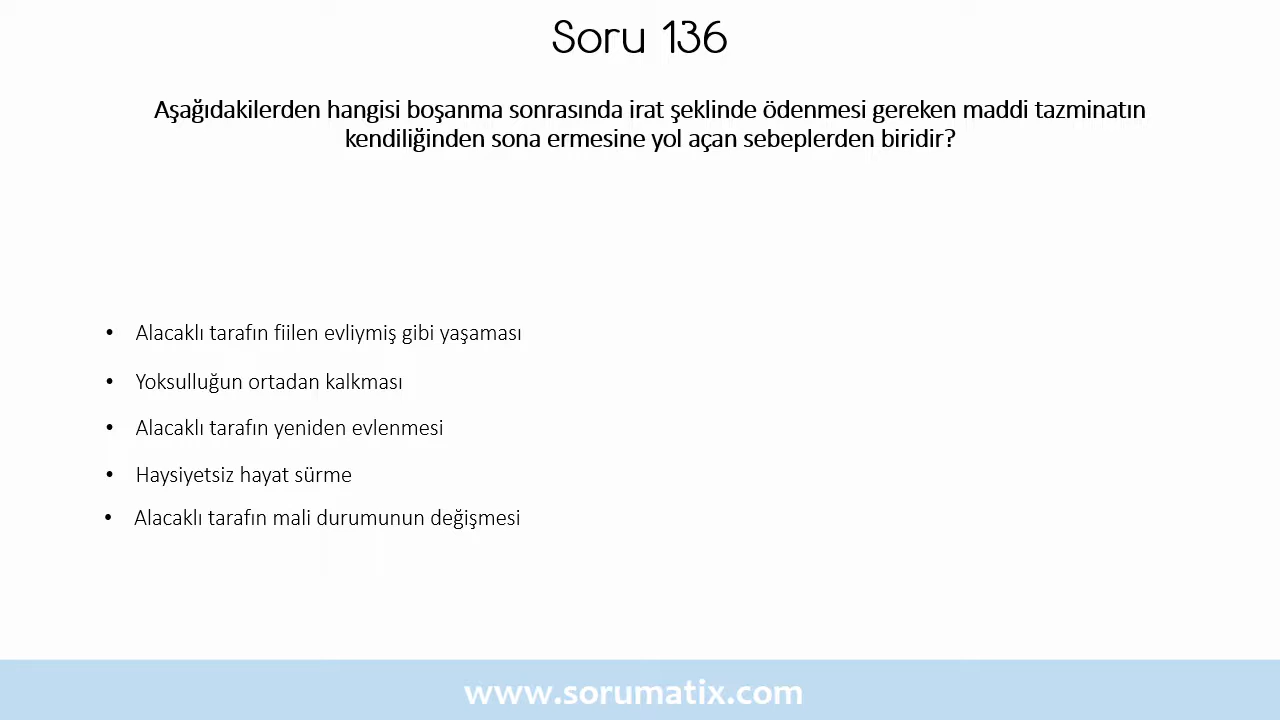 Soru 136
Aşağıdakilerden hangisi boşanma sonrasında irat şeklinde ödenmesi gereken maddi tazminatın
kendiliğinden sona ermesine yol açan sebeplerden biridir?
• Alacaklı tarafın fiilen evliymiş gibi yaşaması
• Yoksulluğun ortadan kalkması
• Alacaklı tarafın yeniden evlenmesi
• Haysiyetsiz hayat sürme
• Alacaklı tarafın mali durumunun değişmesi
www.sorumatix.com